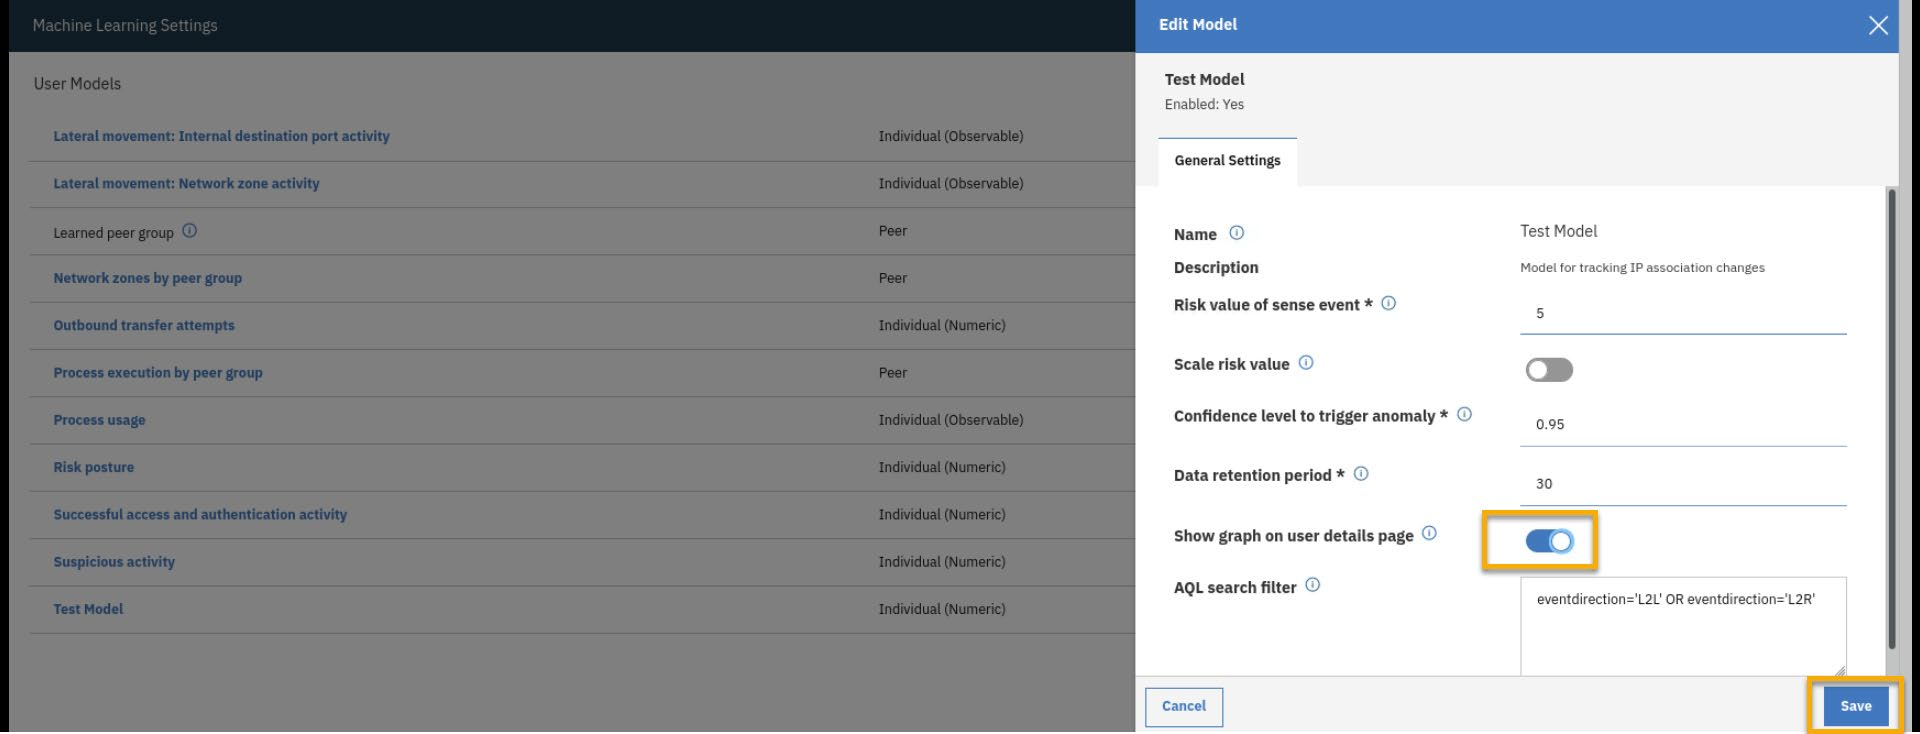 Machine Learning Settings
User Models
Lateral movement: Internal destination port activity Individual (Observable)
Lateral movement: Network zone activity Individual (Observable)
Learned peer group Peer
Network zones by peer group Peer
Outbound transfer attempts Individual (Numeric)
Process execution by peer group Peer
Process usage Individual (Observable)
Risk posture Individual (Numeric)
Successful access and authentication activity Individual (Numeric)
Suspicious activity Individual (Numeric)
Test Model Individual (Numeric)
Edit Model
Test Model
Enabled: Yes
General Settings
Name Test Model
Description Model for tracking IP association changes
Risk value of sense event * 5
Scale risk value
Confidence level to trigger anomaly * 0.95
Data retention period * 30
Show graph on user details page
AQL search filter eventdirection='L2L' OR eventdirection='L2R'
Cancel Save